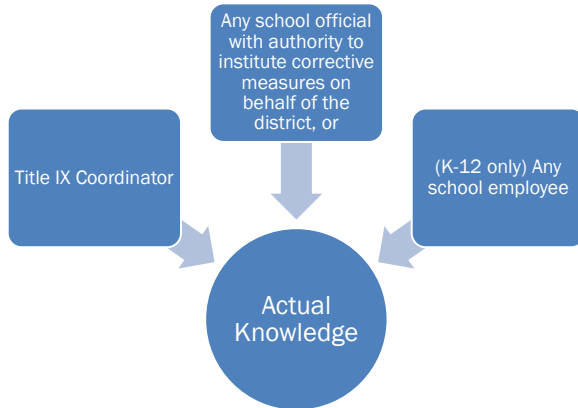 Any school official
with authority to
institute corrective
measures on
behalf of the
district, or
Title IX Coordinator
(K-12 only) Any
school employee
Actual
Knowledge